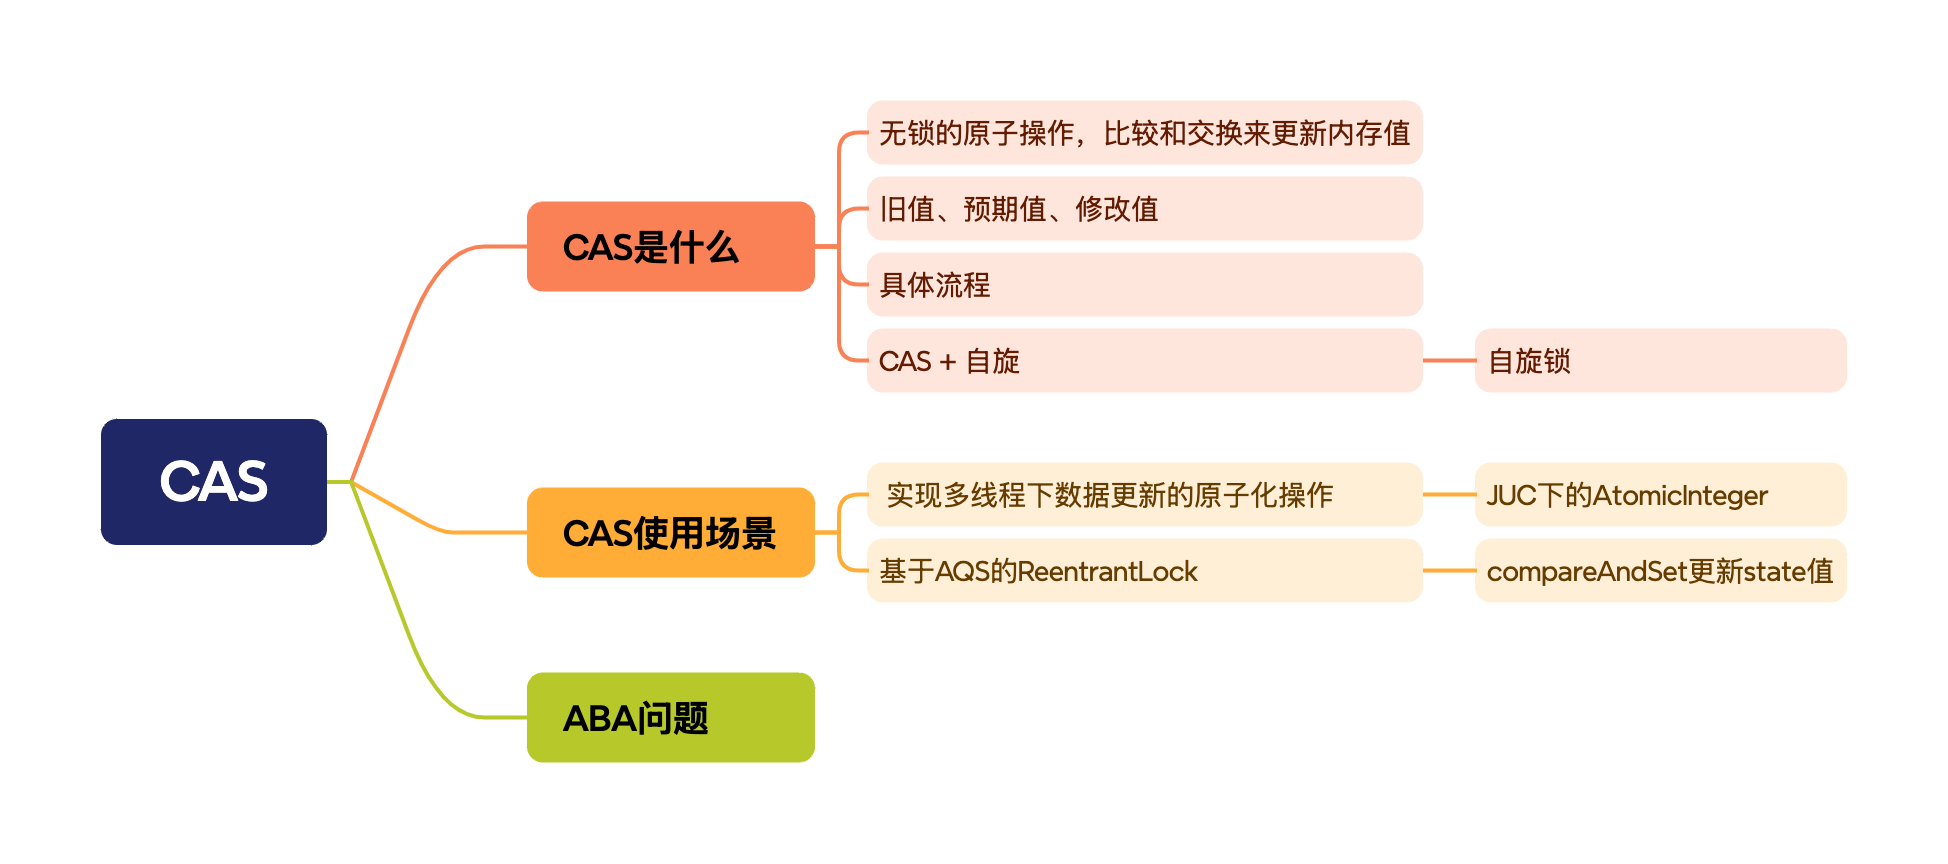 CAS
CAS是什么
无锁的原子操作，比较和交换来更新内存值
旧值、预期值、修改值
具体流程
CAS + 自旋
自旋锁
CAS使用场景
实现多线程下数据更新的原子化操作
JUC下的AtomicInteger
基于AQS的ReentrantLock
compareAndSet更新state值
ABA问题